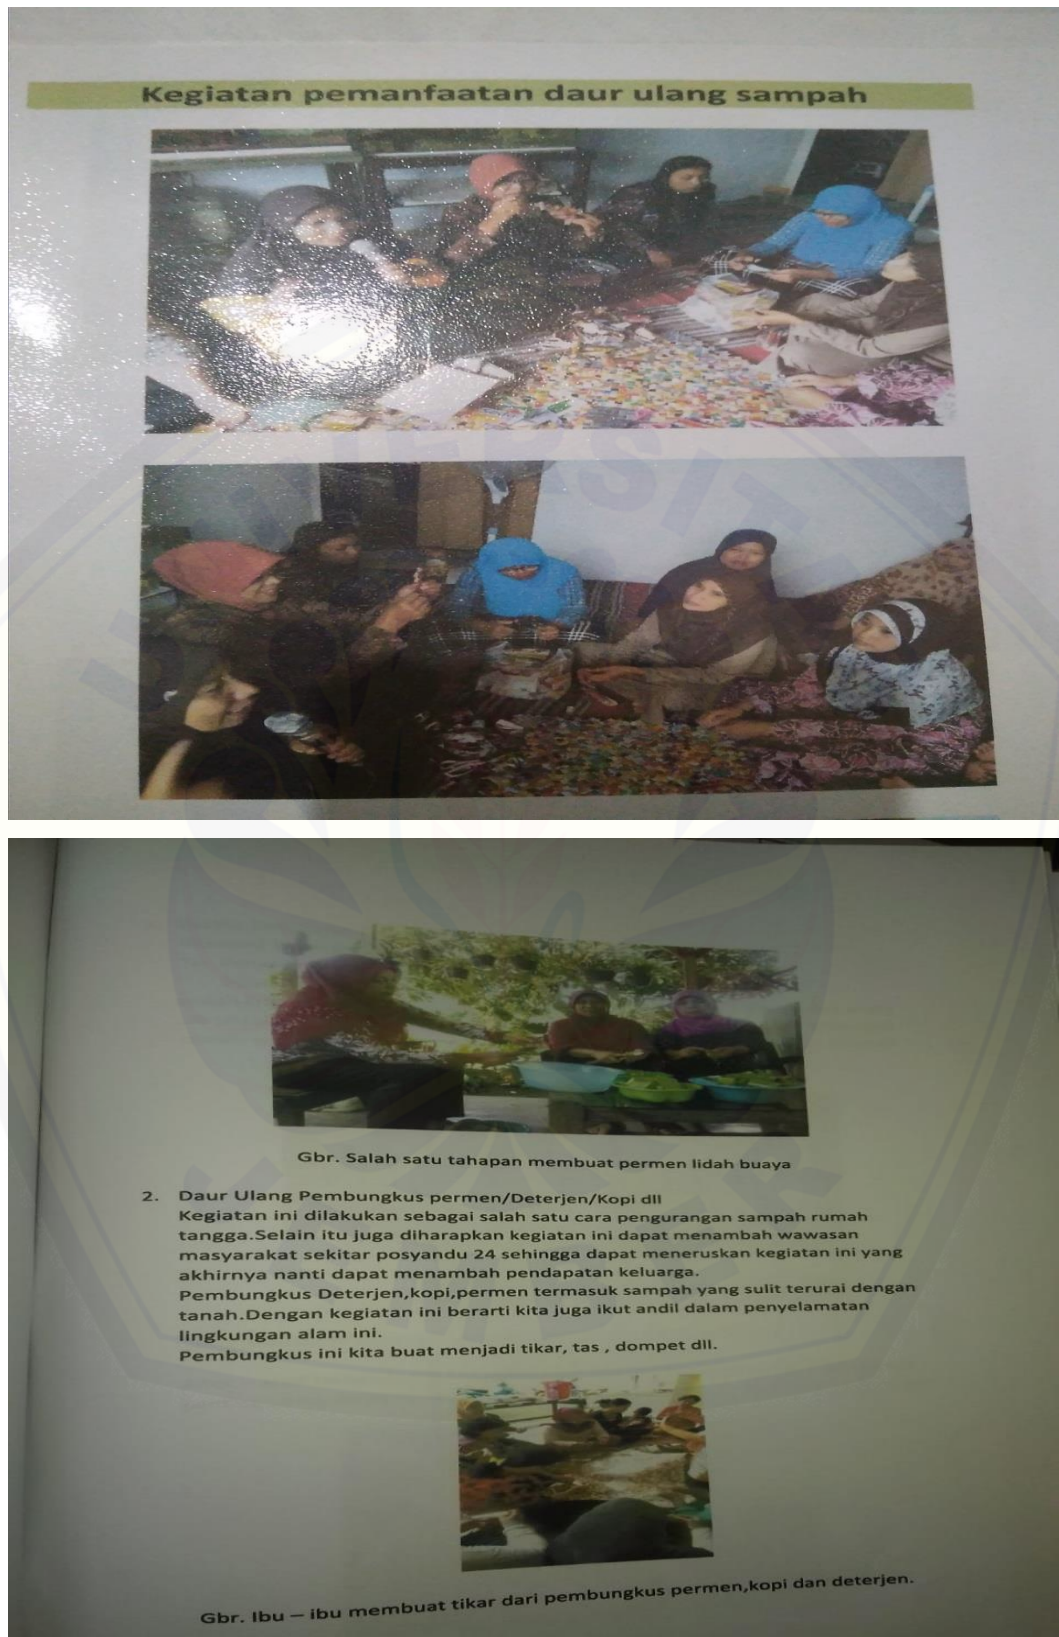 Kegiatan pemanfaatan daur ulang sampah
Gbr. Salah satu tahapan membuat permen lidah buaya
2. Daur Ulang Pembungkus permen/Deterjen/Kopi dll
Kegiatan ini dilakukan sebagai salah satu cara pengurangan sampah rumah
tangga.Selain itu juga diharapkan kegiatan ini dapat menambah wawasan
masyarakat sekitar posyandu 24 sehingga dapat meneruskan kegiatan ini yang
akhirnya nanti dapat menambah pendapatan keluarga.
Pembungkus Deterjen,kopi,permen termasuk sampah yang sulit terurai dengan
tanah.Dengan kegiatan ini berarti kita juga ikut andil dalam penyelamatan
lingkungan alam ini.
Pembungkus ini kita buat menjadi tikar, tas , dompet dll.
Gbr. Ibu – ibu membuat tikar dari pembungkus permen,kopi dan deterjen.